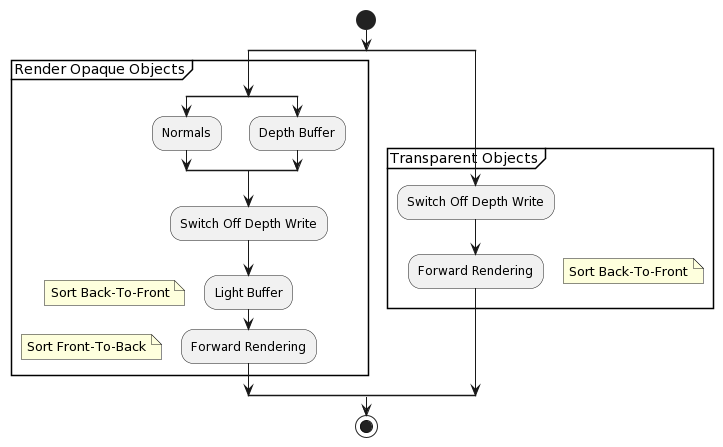 Render Opaque Objects
Normals
Depth Buffer
Switch Off Depth Write
Sort Back-To-Front
Light Buffer
Sort Front-To-Back
Forward Rendering
Transparent Objects
Switch Off Depth Write
Forward Rendering
Sort Back-To-Front